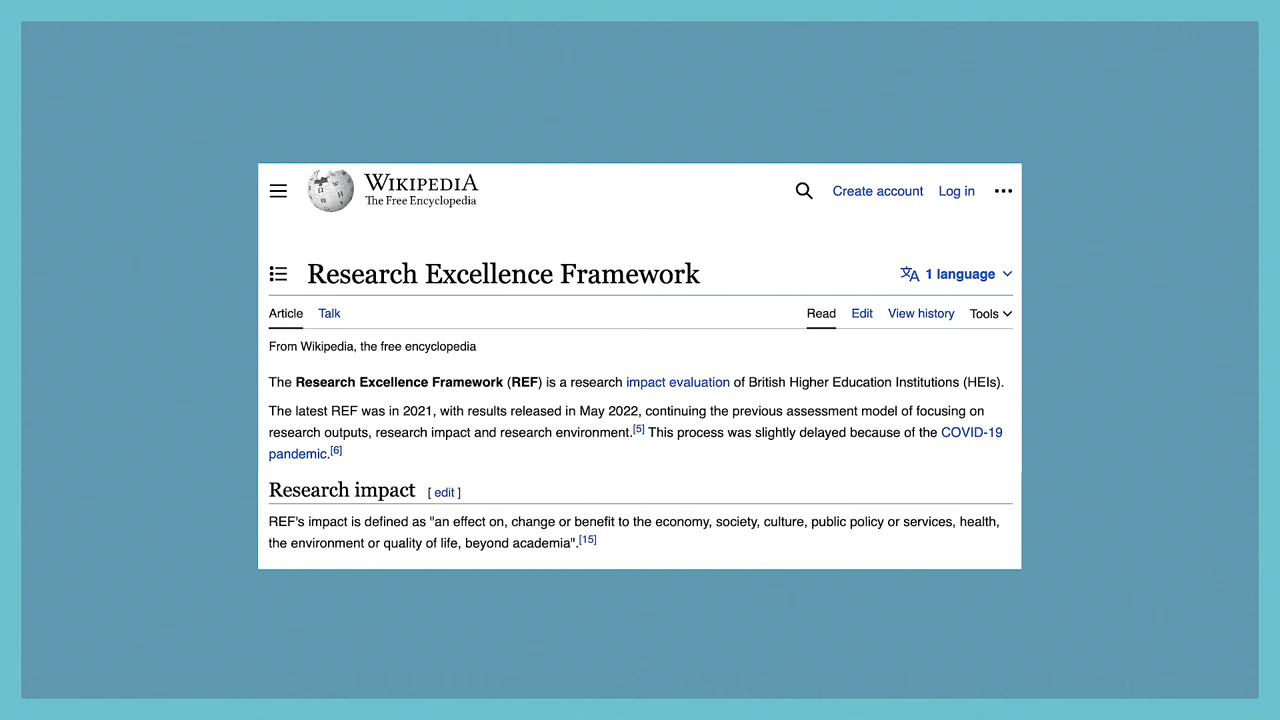 WIKIPEDIA
The Free Encyclopedia
Create account Log in
Research Excellence Framework
1 language
Article Talk Read Edit View history Tools
From Wikipedia, the free encyclopedia
The Research Excellence Framework (REF) is a research impact evaluation of British Higher Education Institutions (HEIs).
The latest REF was in 2021, with results released in May 2022, continuing the previous assessment model of focusing on
research outputs, research impact and research environment.[5] This process was slightly delayed because of the COVID-19
pandemic.[6]
Research impact [ edit ]
REF's impact is defined as "an effect on, change or benefit to the economy, society, culture, public policy or services, health,
the environment or quality of life, beyond academia".[15]